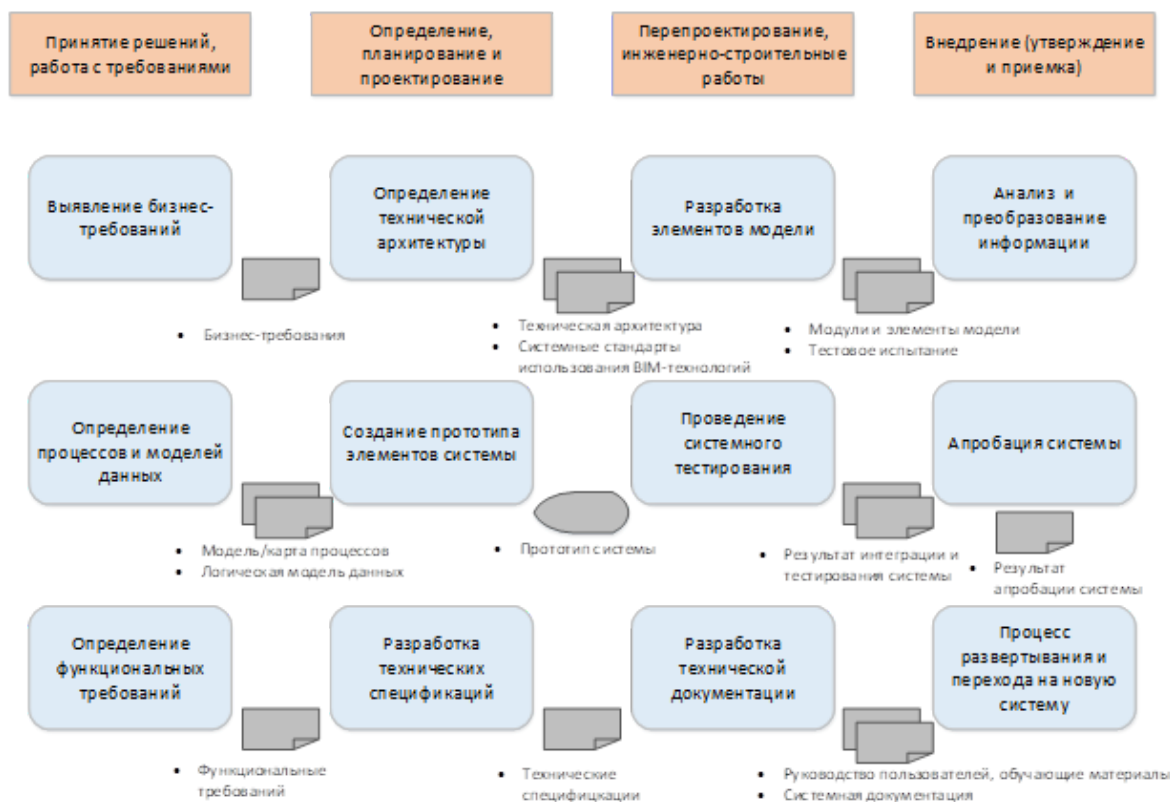 Принятие решений,
работа с требованиями
Определение,
планирование и
проектирование
Перепроектирование,
инженерно-строительные
работы
Внедрение (утверждение
и приемка)
Выявление бизнес-
требований
Определение
технической
архитектуры
Разработка
элементов модели
Анализ и
преобразование
информации
• Бизнес-требования
• Техническая архитектура
• Системные стандарты
использования BIM-технологий
• Модули и элементы модели
• Тестовое испытание
Определение
процессов и моделей
данных
Создание прототипа
элементов системы
Проведение
системного
тестирования
Апробация системы
• Модель/карта процессов
• Логическая модель данных
• Прототип системы
• Результат интеграции и
тестирования системы
• Результат
апробации системы
Определение
функциональных
требований
Разработка
технических
спецификаций
Разработка
технической
документации
Процесс
развертывания и
перехода на новую
систему
• Функциональные
требований
• Технические
специфицкации
• Руководство пользователей, обучающие материалы
• Системная документация